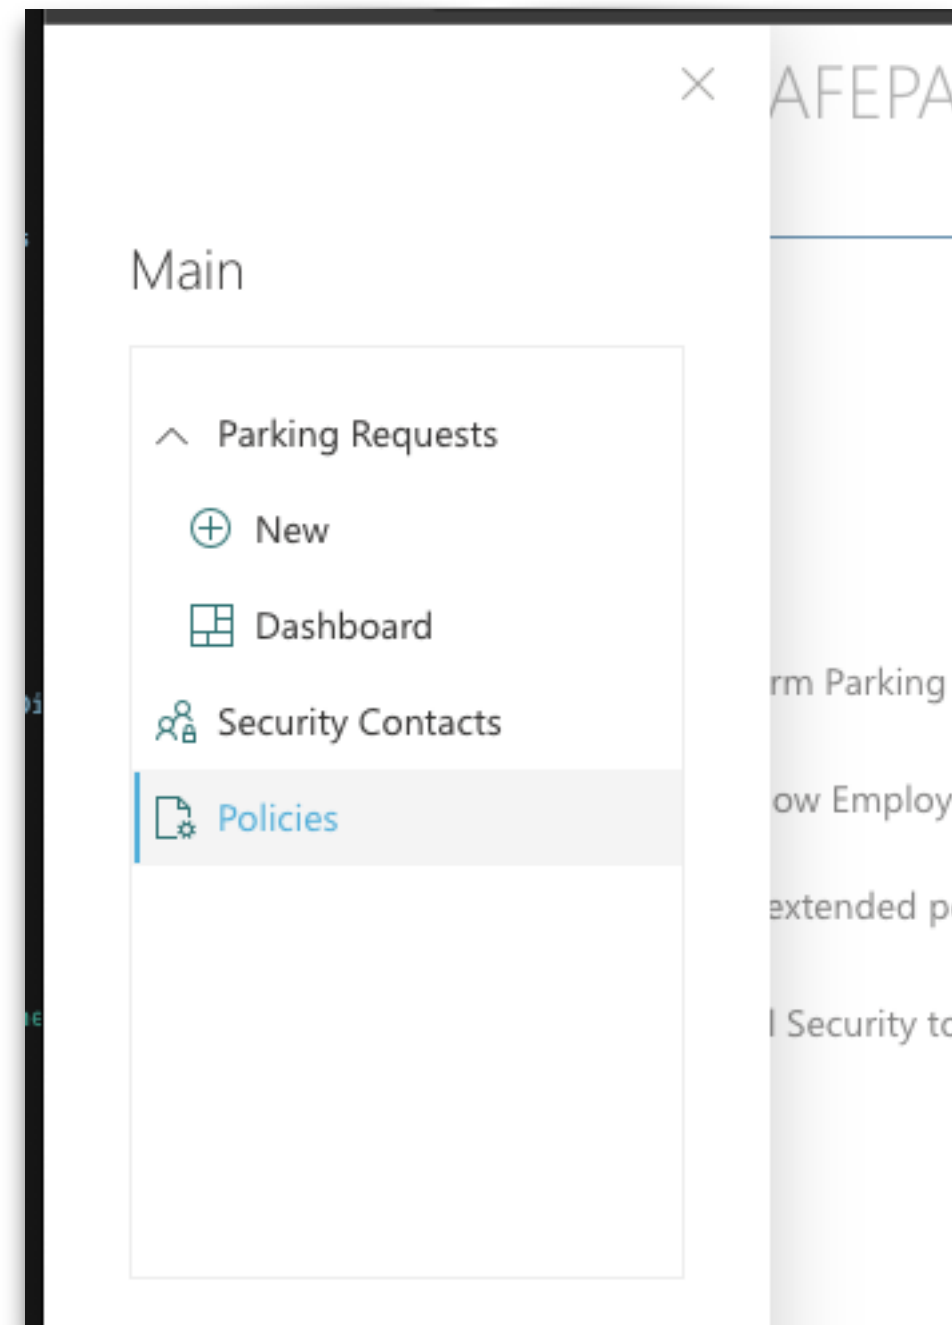 AFEPA
Main
Parking Requests
New
Dashboard
rm Parking
Security Contacts
ow Employ
Policies
extended p
l Security to